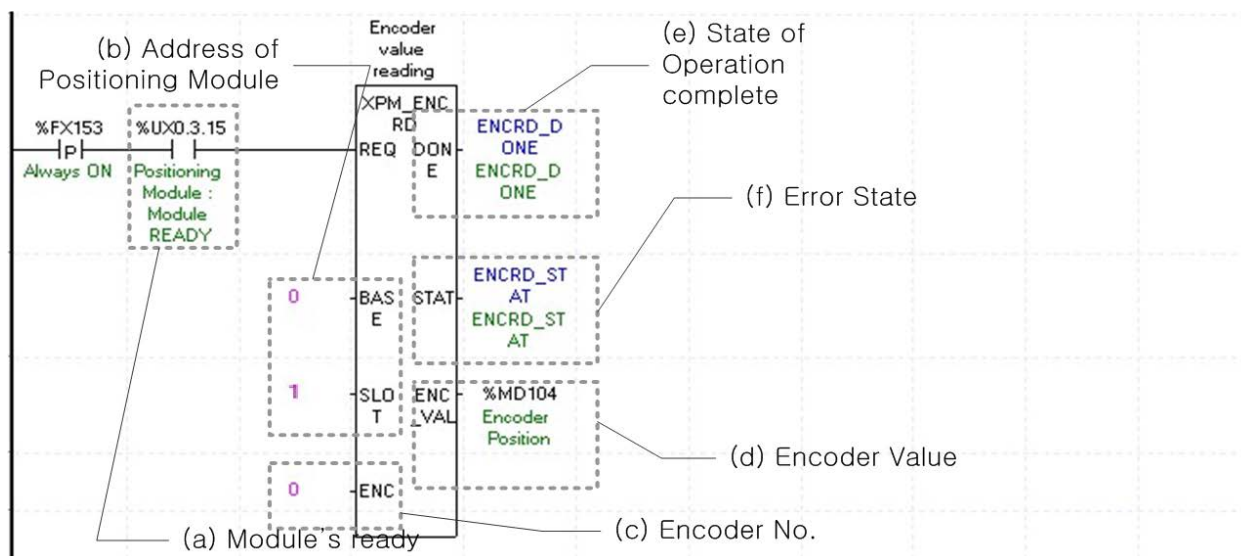 Encoder
value
reading
(b) Address of
Positioning Module
(e) State of
Operation
complete
XPM_ENC
RD
%FX153
%UX0.3.15
P
REQ
DON
E
ENCRD_D
ONE
ENCRD_D
ONE
Always ON
Positioning
Module :
Module
READY
(f) Error State
0
BAS
E
STAT
ENCRD_ST
AT
ENCRD_ST
AT
1
SLO
T
ENC
_VAL
%MD104
Encoder
Position
(d) Encoder Value
0
ENC
(a) Module's ready
(c) Encoder No.